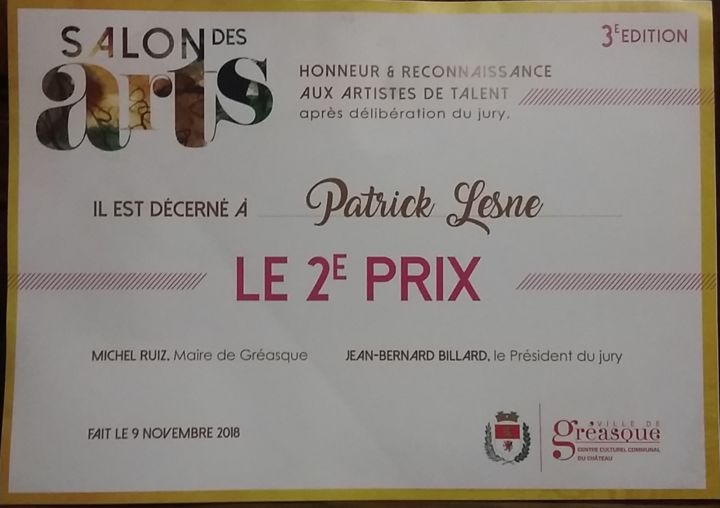 SALON DES
arts
3E EDITION
HONNEUR & RECONNAISSANCE
AUX ARTISTES DE TALENT
après délibération du jury.
IL EST DÉCERNÉ À Patrick Lesne
LE 2E PRIX
MICHEL RUIZ, Maire de Gréasque JEAN-BERNARD BILLARD, le Président du jury
FAIT LE 9 NOVEMBRE 2018
VILLE DE
gréasque
CENTRE CULTUREL COMMUNAL
DU CHÂTEAU